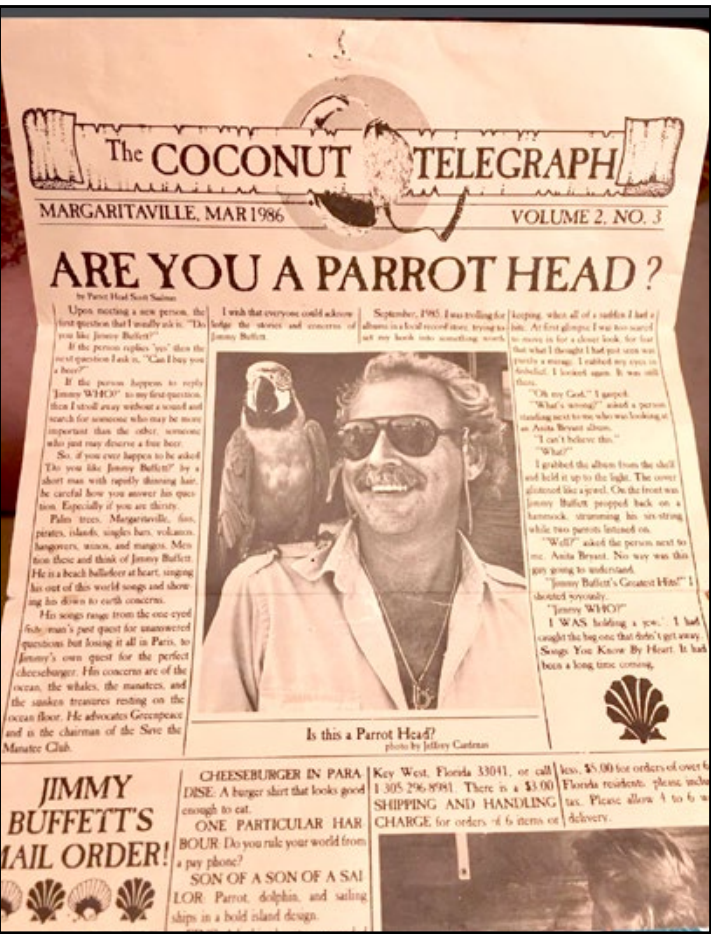 The COCONUT TELEGRAPH
MARGARITAVILLE, MAR 1986
VOLUME 2, NO. 3
ARE YOU A PARROT HEAD?
by Parrot Head Scott
Upon meeting a new person, the
first question that I usually ask is, "Do
you like Jimmy Buffett?"
If the person replies "yes" then the
next question I ask is, "Can I buy you
a beer?"
If the person happens to reply
"Jimmy WHO?" to my first question,
then I stroll away without a sound and
search for someone who may be more
important than the other, someone
who just may deserve a free beer.
So, if you ever happen to be asked
"Do you like Jimmy Buffett?" by a
short man with rapidly thinning hair,
be careful how you answer his ques-
tion. Especially if you are thirsty.
Palm trees, Margaritaville, fins,
pirates, islands, singles bars, volcanos,
hangovers, and mangos. Men-
tion these and think of Jimmy Buffett.
He is a beach balladeer at heart, singing
his out of this world songs and show-
ing his down to earth concerns.
His songs range from the one-eyed
fisherman's past quest for unanswered
questions but losing it all in Paris, to
Jimmy's own quest for the perfect
cheeseburger. His concerns are of the
ocean, the whales, the manatees, and
the sunken treasures resting on the
ocean floor. He advocates Greenpeace
and is the chairman of the Save the
Manatee Club.
I wish that everyone could acknow-
ledge the stories and concerns of
Jimmy Buffett.
September, 1985. I was trolling for
albums in a local record store, trying to
set my hook into something worth
keeping, when all of a sudden I had a
bite. At first glimpse I was too scared
to move in for a closer look, for fear
that what I thought I had just seen was
a mirage. I rubbed my eyes in
disbelief. I looked again. It was still
there.
"Oh my God," I gasped.
"What's wrong?" asked a person
standing next to me who was looking at
an Anita Bryant album.
"I can't believe this."
"What?"
I grabbed the album from the shelf
and held it up to the light. The cover
glistened like a jewel. On the front was
Jimmy Buffett propped back on a
hammock, strumming his six-string
while two parrots listened on.
"Well?" asked the person next to
me. Anita Bryant. No way was this
guy going to understand.
"Jimmy Buffett's Greatest Hits!" I
shouted joyously.
"Jimmy WHO?"
I WAS holding a jewel. I had
caught the big one that didn't get away.
Songs You Know By Heart. It had
been a long time coming.
Is this a Parrot Head?
photo by Jeffrey Cardenas
JIMMY
BUFFETT'S
MAIL ORDER!
CHEESEBURGER IN PARA-
DISE: A burger shirt that looks good
enough to eat.
ONE PARTICULAR HAR-
BOUR: Do you rule your world from
a pay phone?
SON OF A SON OF A SAI-
LOR: Parrot, dolphin, and sailing
ships in a bold island design.
Key West, Florida 33041, or call
1-305-296-8981. There is a $3.00
SHIPPING AND HANDLING
CHARGE for orders of 6 items or
less, $5.00 for orders of over 6
Florida residents please
tax. Please allow 4 to 6
delivery.